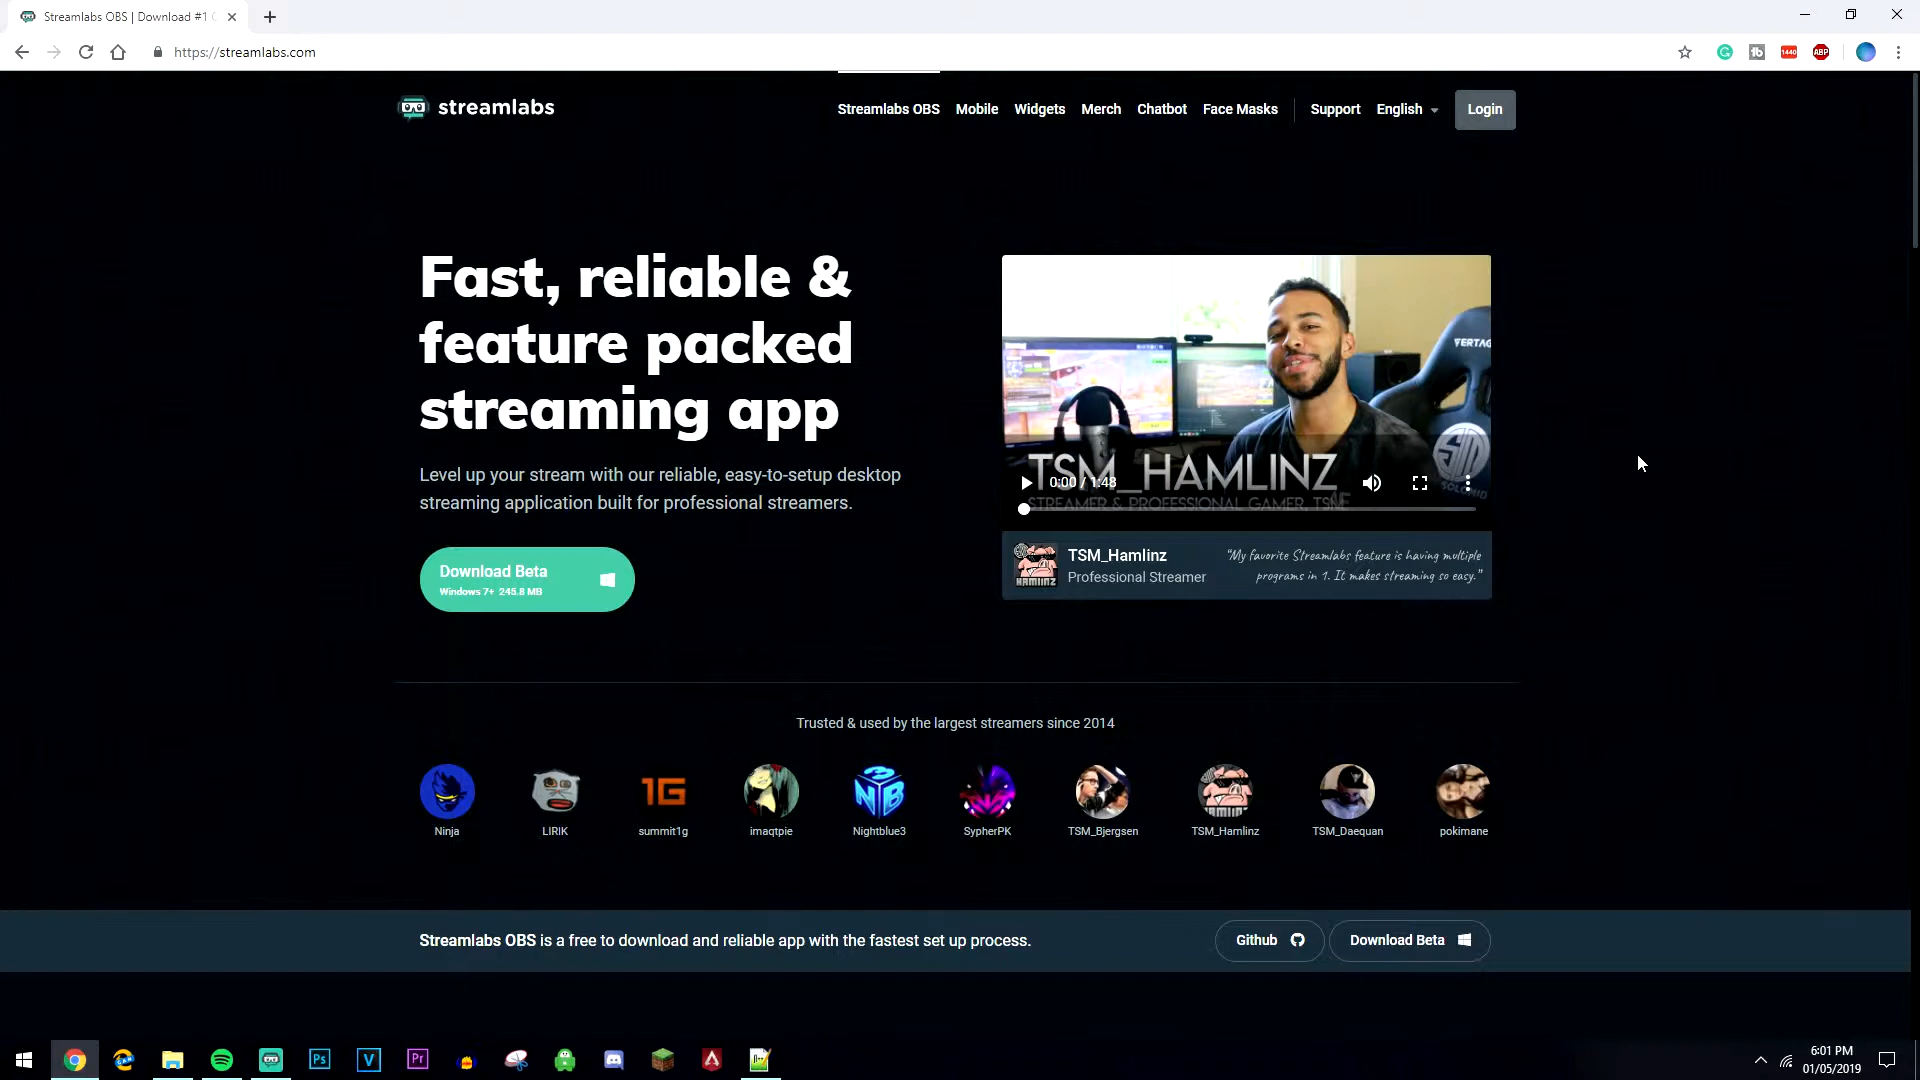 Streamlabs OBS | Download #1
https://streamlabs.com
1440
ABP
streamlabs
Streamlabs OBS Mobile Widgets Merch Chatbot Face Masks Support English Login
Fast, reliable &
feature packed
streaming app
Level up your stream with our reliable, easy-to-setup desktop
streaming application built for professional streamers.
Download Beta
Windows 7+ 245.8 MB
VERTAG
TSM_HAMLINZ
0:00 / 1:48
STREAMER & PROFESSIONAL GAMER, TSM
TSM_Hamlinz
Professional Streamer
"My favorite Streamlabs feature is having multiple
programs in 1. It makes streaming so easy."
Trusted & used by the largest streamers since 2014
Ninja LIRIK summit1g imaqtpie Nightblue3 SypherPK TSM_Bjergsen TSM_Hamlinz TSM_Daequan pokimane
Streamlabs OBS is a free to download and reliable app with the fastest set up process.
Github Download Beta
Ps V Pr
6:01 PM
01/05/2019